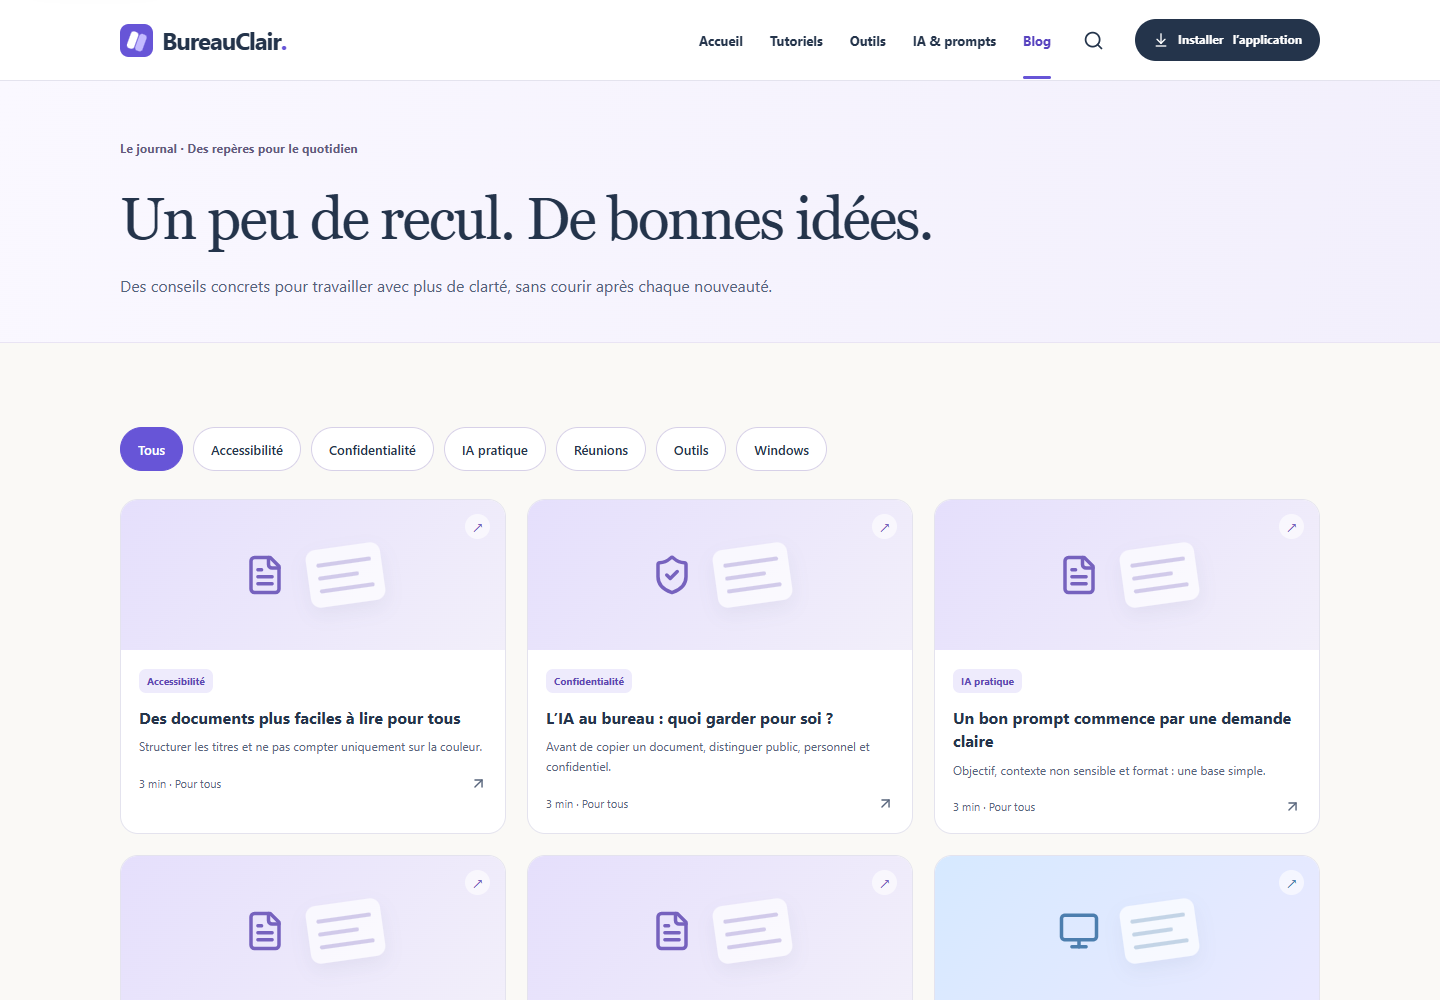 BureauClair.
Accueil
Tutoriels
Outils
IA & prompts
Blog
Installer l'application
Le journal · Des repères pour le quotidien
Un peu de recul. De bonnes idées.
Des conseils concrets pour travailler avec plus de clarté, sans courir après chaque nouveauté.
Tous
Accessibilité
Confidentialité
IA pratique
Réunions
Outils
Windows
Accessibilité
Des documents plus faciles à lire pour tous
Structurer les titres et ne pas compter uniquement sur la couleur.
3 min · Pour tous
Confidentialité
L'IA au bureau : quoi garder pour soi ?
Avant de copier un document, distinguer public, personnel et
confidentiel.
3 min · Pour tous
IA pratique
Un bon prompt commence par une demande
claire
Objectif, contexte non sensible et format : une base simple.
3 min · Pour tous